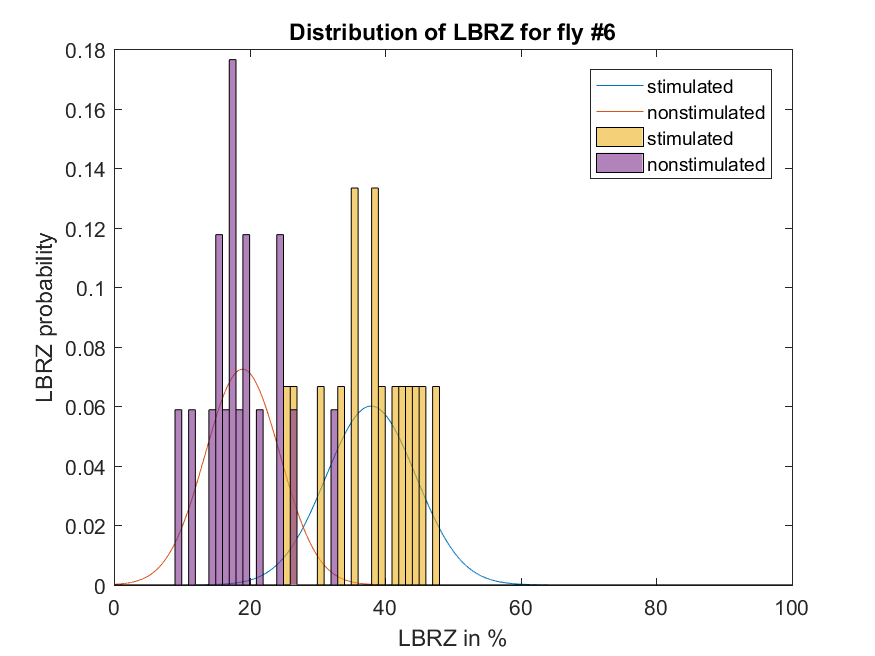 Distribution of LBRZ for fly #6
0.18
0.16
0.14
0.12
0.1
0.08
0.06
0.04
0.02
0
LBRZ probability
stimulated
nonstimulated
stimulated
nonstimulated
0 20 40 60 80 100
LBRZ in %